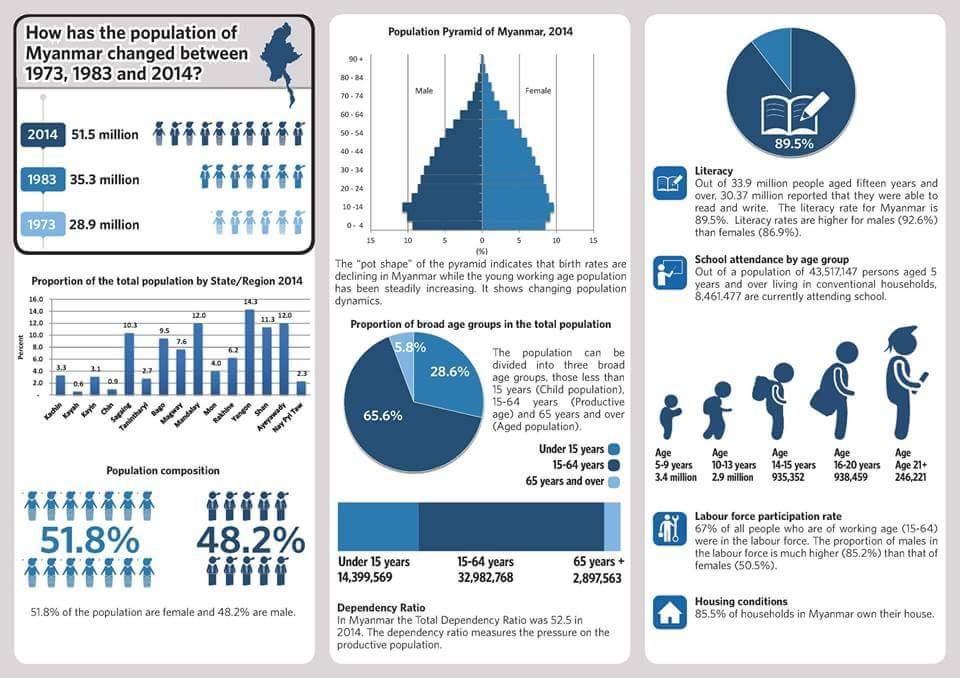 How has the population of
Myanmar changed between
1973, 1983 and 2014?
2014 51.5 million
1983 35.3 million
1973 28.9 million
Proportion of the total population by State/Region 2014
Percent
16.0
14.0
12.0
10.0
8.0
6.0
4.0
2.0
-
3.3
0.6
3.1
0.9
10.3
2.7
9.5
7.6
12.0
4.0
6.2
14.3
11.3
12.0
2.3
Kachin
Kayah
Kayin
Chin
Sagaing
Tanintharyi
Bago
Magway
Mandalay
Mon
Rakhine
Yangon
Shan
Ayeyawady
Nay Pyi Taw
Population composition
51.8% 48.2%
51.8% of the population are female and 48.2% are male.
Population Pyramid of Myanmar, 2014
90 +
80 - 84
70 - 74
60 - 64
50 - 54
40 - 44
30 - 34
20 - 24
10 -14
0 - 4
Male Female
15 10 5 0 5 10 15
(%)
The “pot shape” of the pyramid indicates that birth rates are
declining in Myanmar while the young working age population
has been steadily increasing. It shows changing population
dynamics.
Proportion of broad age groups in the total population
5.8%
28.6%
65.6%
The population can be
divided into three broad
age groups, those less than
15 years (Child population),
15-64 years (Productive
age) and 65 years and over
(Aged population).
Under 15 years
15-64 years
65 years and over
Under 15 years 15-64 years 65 years +
14,399,569 32,982,768 2,897,563
Dependency Ratio
In Myanmar the Total Dependency Ratio was 52.5 in
2014. The dependency ratio measures the pressure on the
productive population.
89.5%
Literacy
Out of 33.9 million people aged fifteen years and
over, 30.37 million reported that they were able to
read and write. The literacy rate for Myanmar is
89.5%. Literacy rates are higher for males (92.6%)
than females (86.9%).
School attendance by age group
Out of a population of 43,517,147 persons aged 5
years and over living in conventional households,
8,461,477 are currently attending school.
Age Age Age Age Age
5-9 years 10-13 years 14-15 years 16-20 years Age 21+
3.4 million 2.9 million 935,352 938,459 246,221
Labour force participation rate
67% of all people who are of working age (15-64)
were in the labour force. The proportion of males in
the labour force is much higher (85.2%) than that of
females (50.5%).
Housing conditions
85.5% of households in Myanmar own their house.